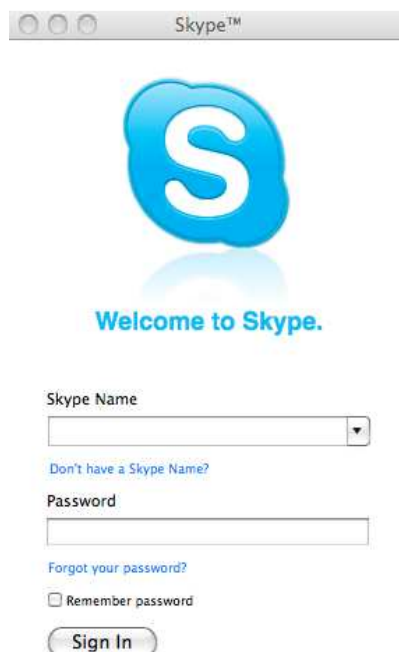 Skype™
S
Welcome to Skype.
Skype Name
Don't have a Skype Name?
Password
Forgot your password?
Remember password
Sign In